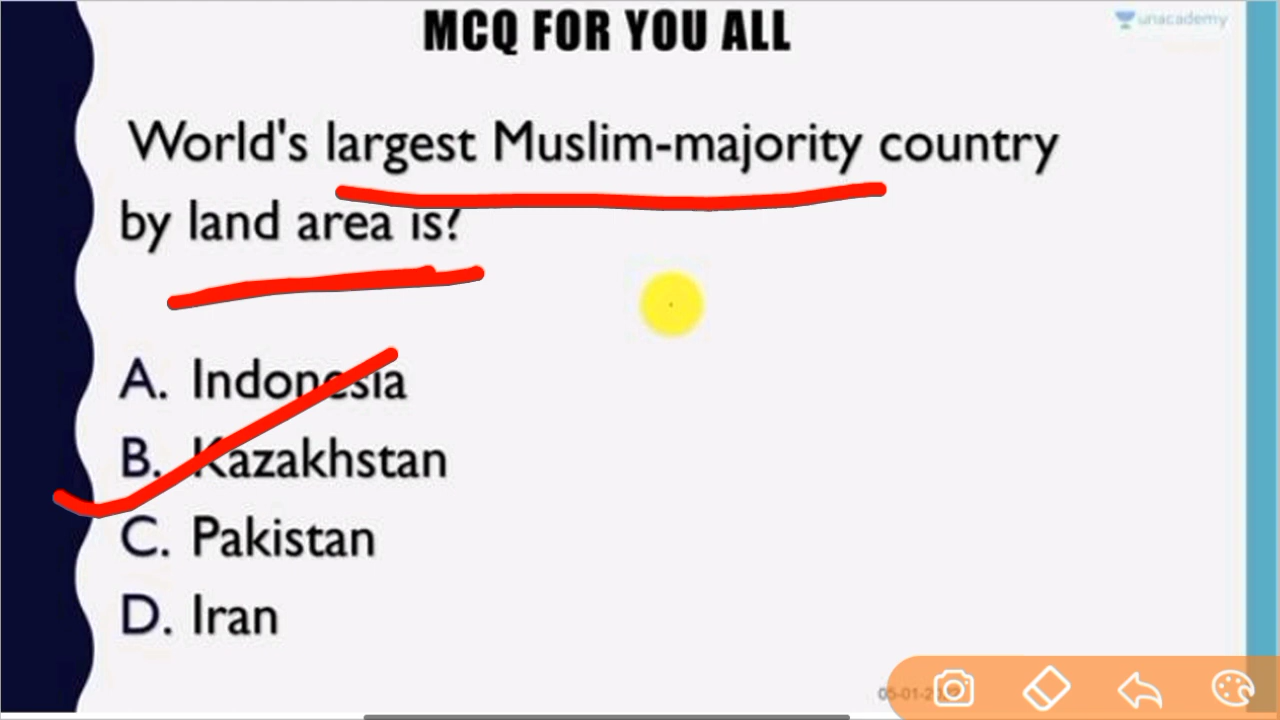 MCQ FOR YOU ALL
unacademy
World's largest Muslim-majority country
by land area is?
A. Indonesia
B. Kazakhstan
C. Pakistan
D. Iran